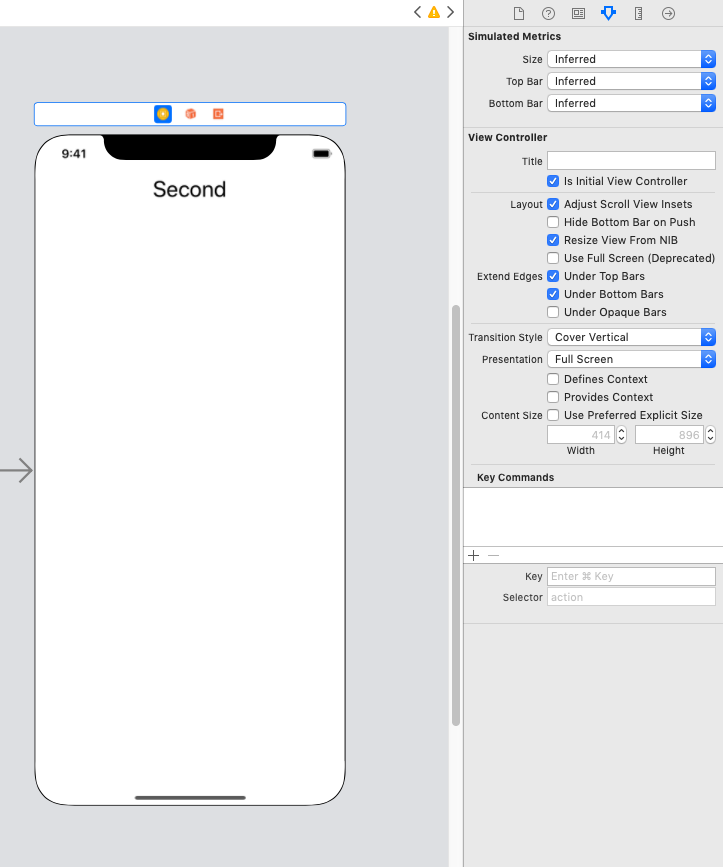 9:41
Second
Simulated Metrics
Size Inferred
Top Bar Inferred
Bottom Bar Inferred
View Controller
Title
Is Initial View Controller
Layout Adjust Scroll View Insets
Hide Bottom Bar on Push
Resize View From NIB
Use Full Screen (Deprecated)
Extend Edges Under Top Bars
Under Bottom Bars
Under Opaque Bars
Transition Style Cover Vertical
Presentation Full Screen
Defines Context
Provides Context
Content Size Use Preferred Explicit Size
414 896
Width Height
Key Commands
Key Enter ⌘ Key
Selector action